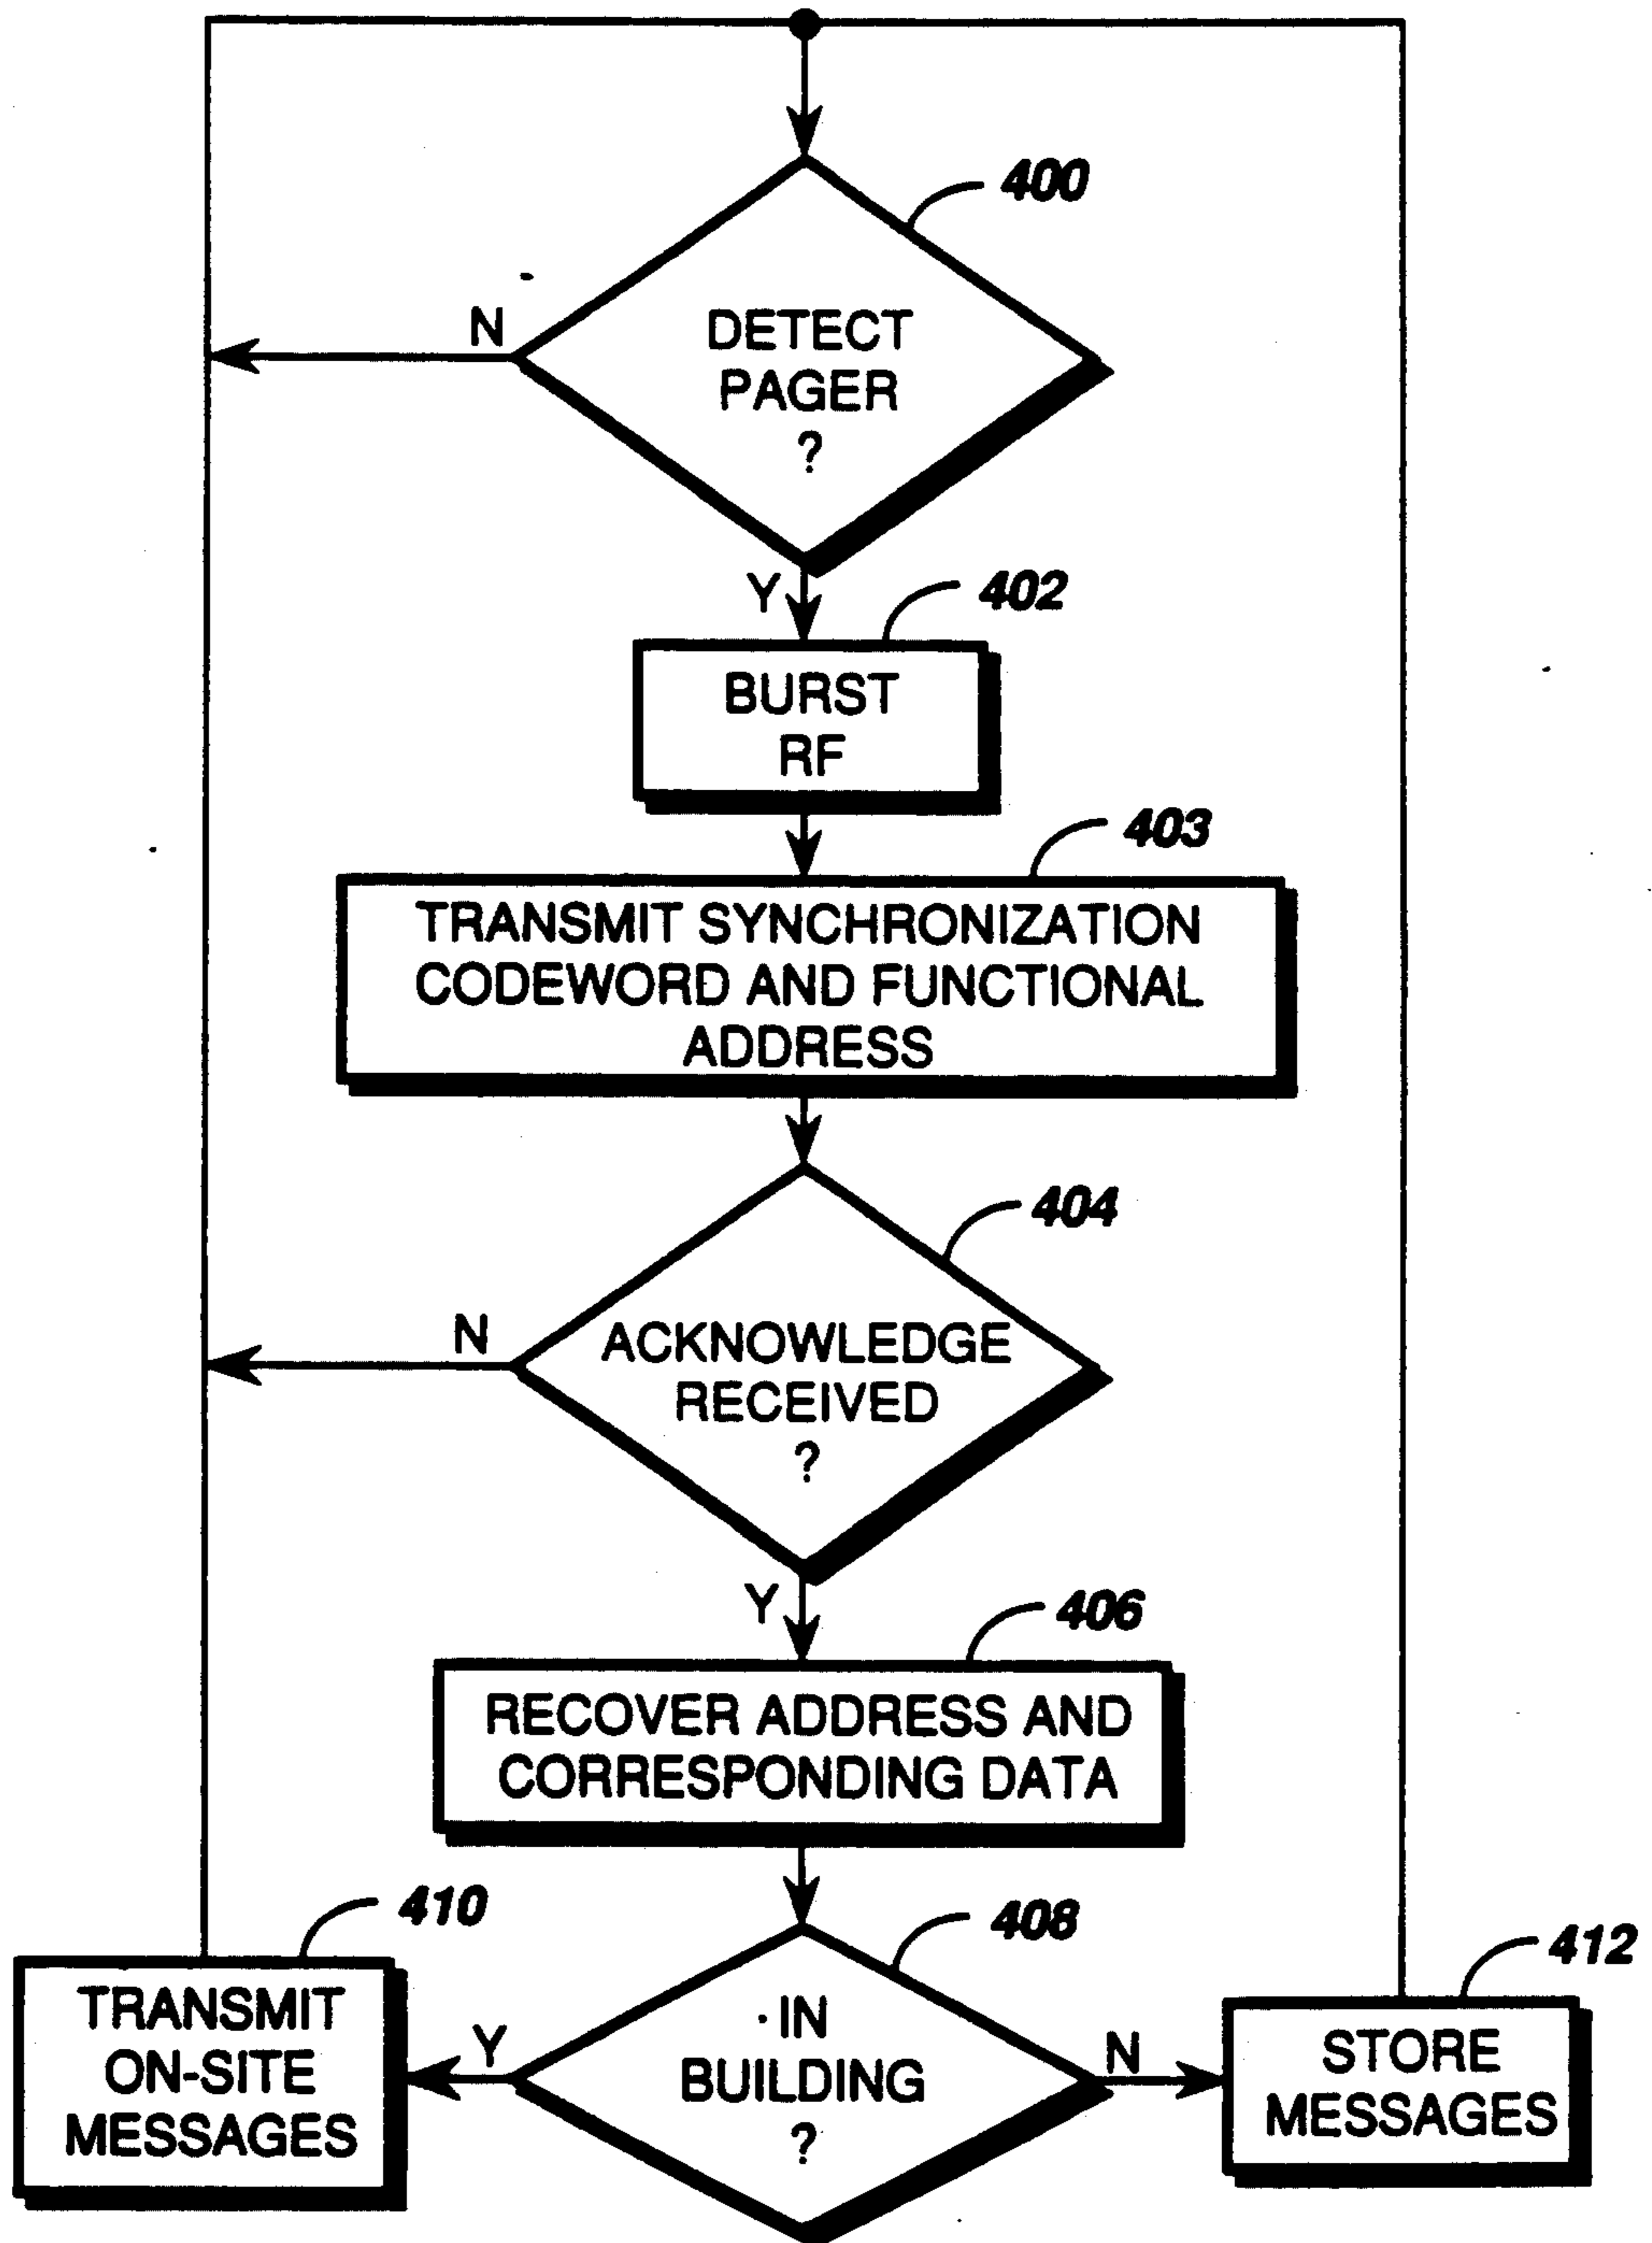 400
DETECT
PAGER
?
N
Y
402
BURST
RF
403
TRANSMIT SYNCHRONIZATION
CODEWORD AND FUNCTIONAL
ADDRESS
404
ACKNOWLEDGE
RECEIVED
?
N
Y
406
RECOVER ADDRESS AND
CORRESPONDING DATA
410
TRANSMIT
ON-SITE
MESSAGES
408
IN
BUILDING
?
Y
N
412
STORE
MESSAGES